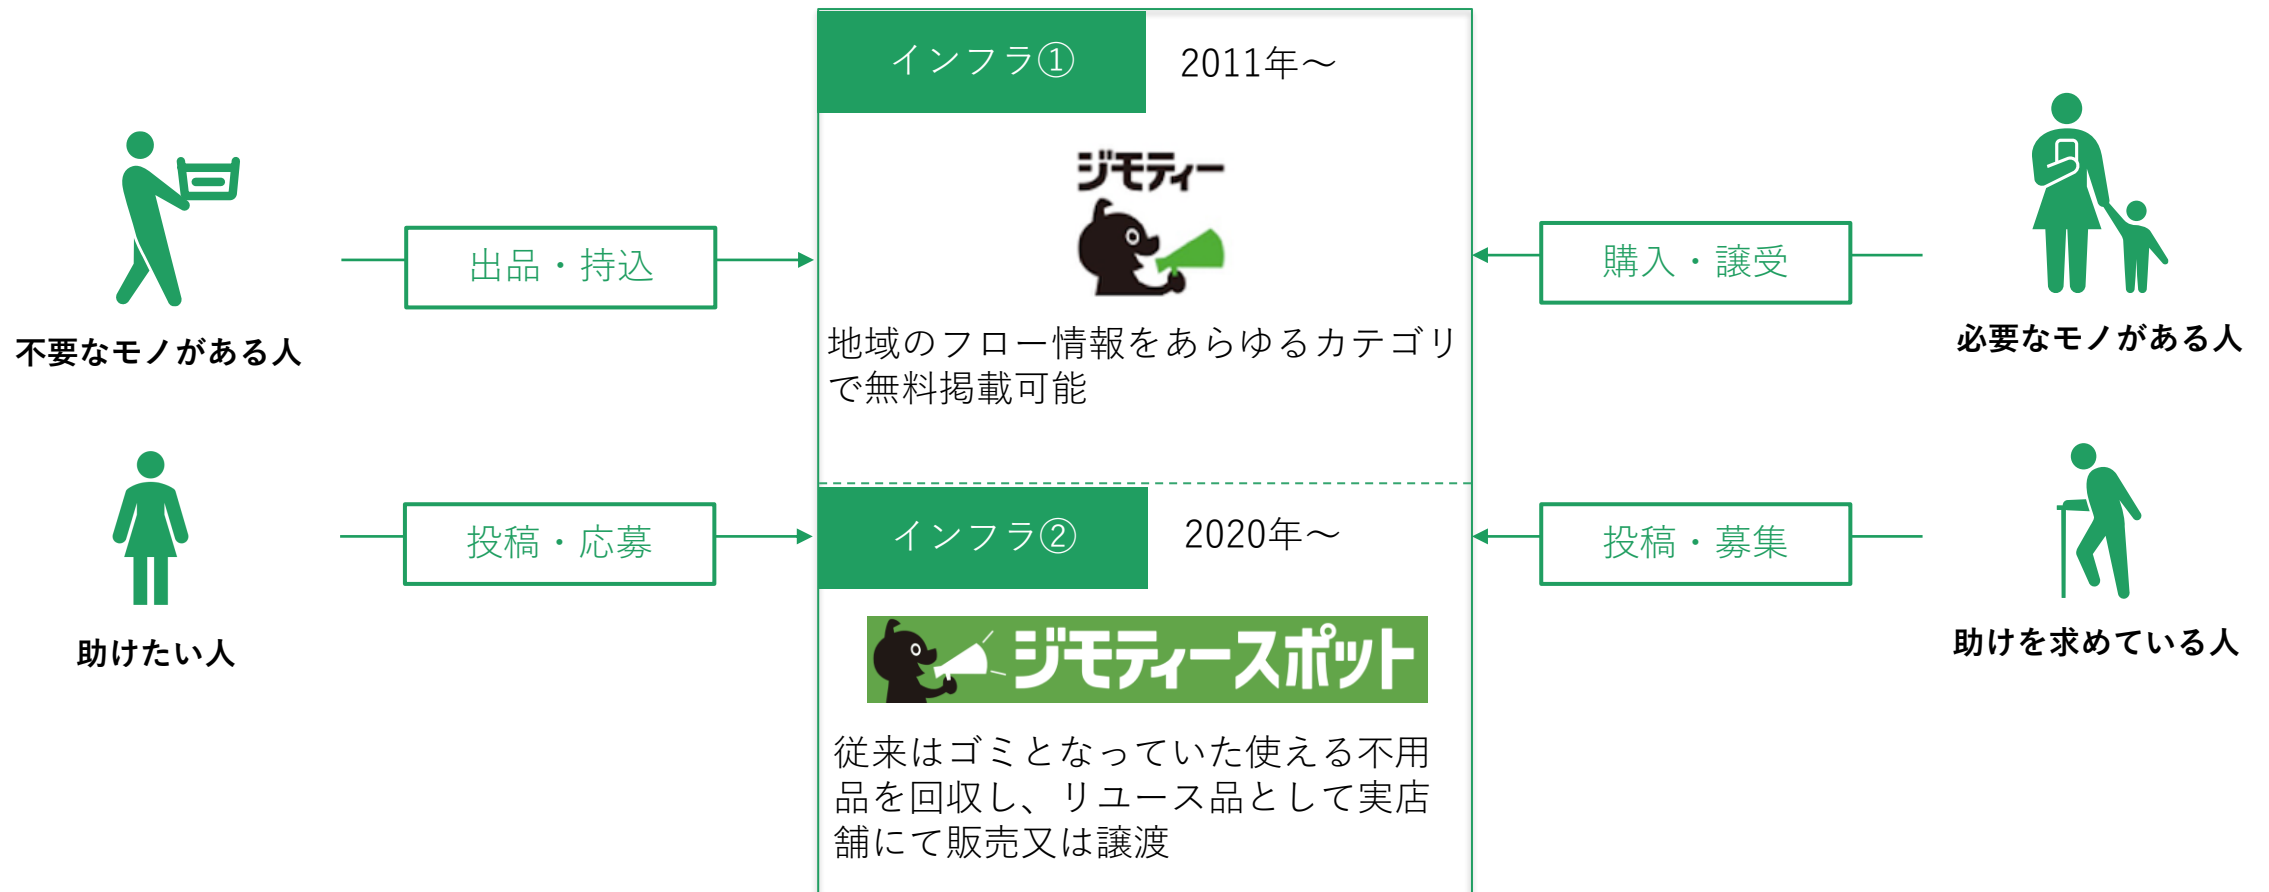 インフラ①
2011年～
ジモティー
出品・持込
購入・譲受
地域のフロー情報をあらゆるカテゴリ
で無料掲載可能
不要なモノがある人
必要なモノがある人
インフラ②
2020年～
投稿・応募
投稿・募集
ジモティースポット
助けたい人
助けを求めている人
従来はゴミとなっていた使える不用
品を回収し、リユース品として実店
舗にて販売又は譲渡